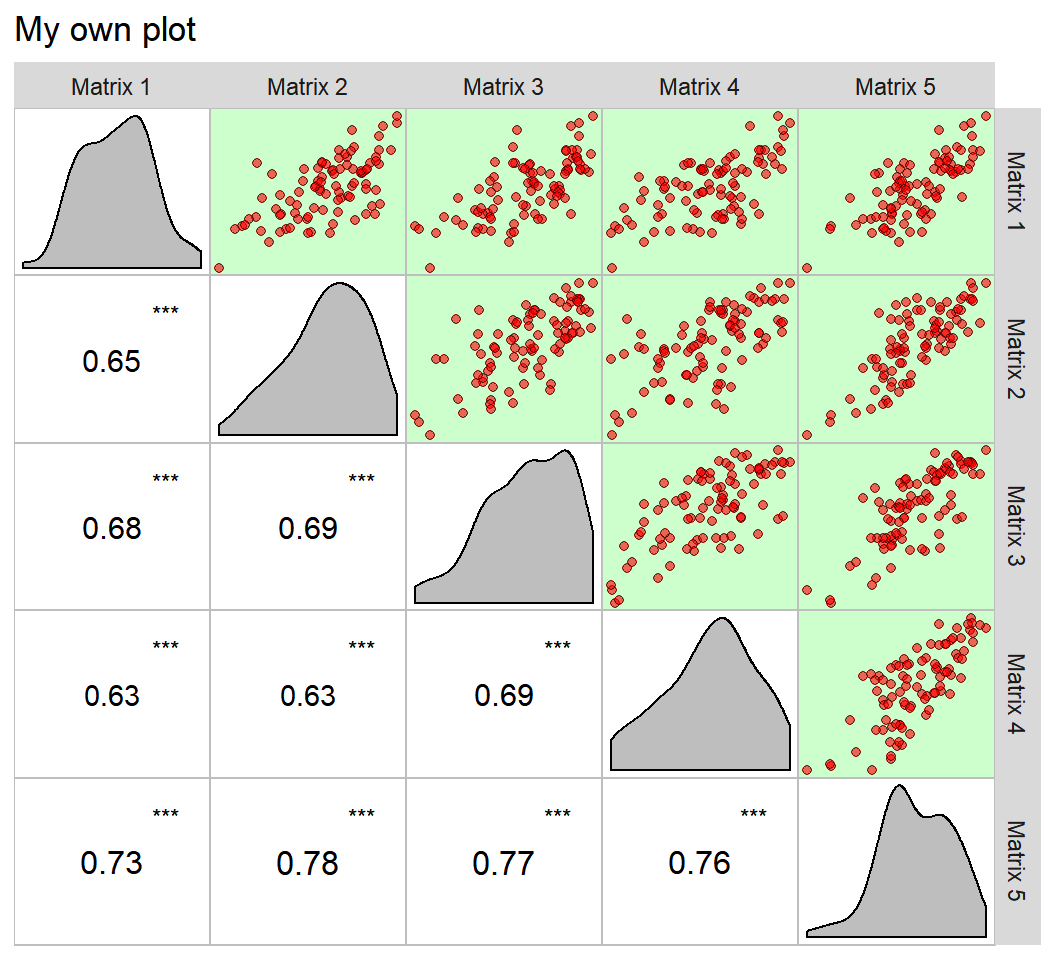 My own plot
Matrix 1 Matrix 2 Matrix 3 Matrix 4 Matrix 5
Matrix 1
***
0.65
Matrix 2
*** ***
0.68 0.69
Matrix 3
*** *** ***
0.63 0.63 0.69
Matrix 4
*** *** *** ***
0.73 0.78 0.77 0.76
Matrix 5